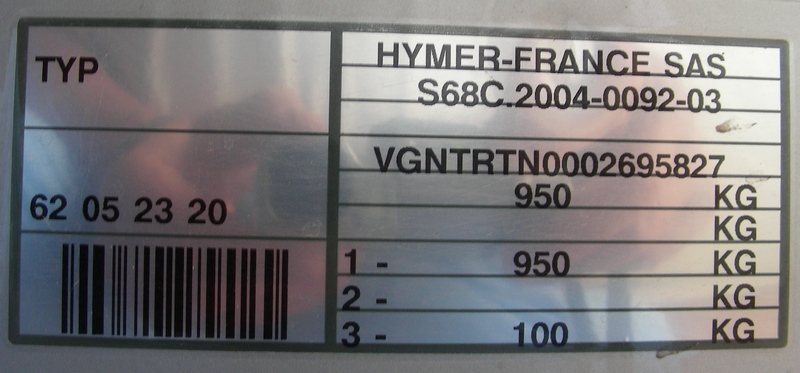 TYP
62 05 23 20
HYMER-FRANCE SAS
S68C.2004-0092-03
VGNTRTN0002695827
950 KG
KG
1 - 950 KG
2 - KG
3 - 100 KG